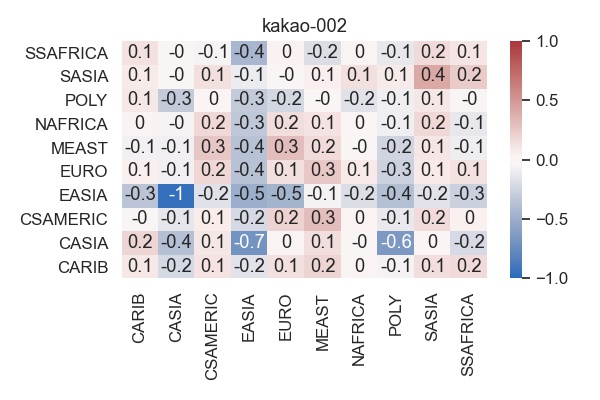 kakao-002
SSAFRICA 0.1 -0 -0.1 -0.4 0 -0.2 0 -0.1 0.2 0.1
SASIA 0.1 -0 0.1 -0.1 -0 0.1 0.1 0.1 0.4 0.2
POLY 0.1 -0.3 0 -0.3 -0.2 -0 -0.2 -0.1 0.1 -0
NAFRICA 0 -0 0.2 -0.3 0.2 0.1 0 -0.1 0.2 -0.1
MEAST -0.1 -0.1 0.3 -0.4 0.3 0.2 -0 -0.2 0.1 -0.1
EURO 0.1 -0.1 0.2 -0.4 0.1 0.3 0.1 -0.3 0.1 0.1
EASIA -0.3 -1 -0.2 -0.5 -0.5 -0.1 -0.2 -0.4 -0.2 -0.3
CSAMERIC -0 -0.1 0.1 -0.2 0.2 0.3 0 -0.1 0.2 0
CASIA 0.2 -0.4 0.1 -0.7 0 0.1 -0 -0.6 0 -0.2
CARIB 0.1 -0.2 0.1 -0.2 0.1 0.2 0 -0.1 0.1 0.2
CARIB CASIA CSAMERIC EASIA EURO MEAST NAFRICA POLY SASIA SSAFRICA
1.0
0.5
0.0
−0.5
−1.0